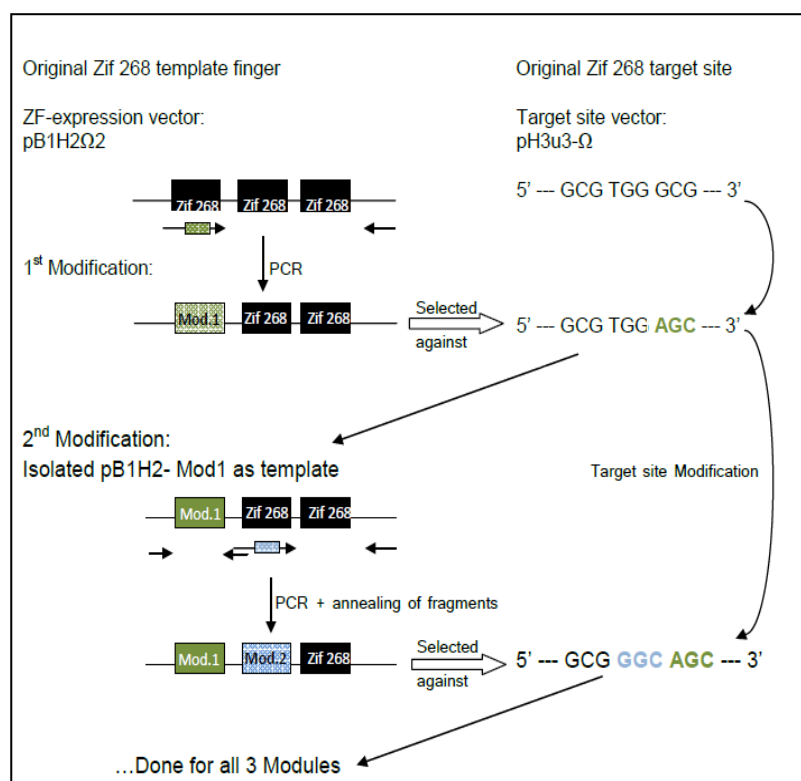 Original Zif 268 template finger
Original Zif 268 target site
ZF-expression vector:
pB1H2Ω2
Target site vector:
pH3u3-Ω
Zif 268 Zif 268 Zif 268
5' --- GCG TGG GCG --- 3'
1st Modification:
PCR
Mod.1 Zif 268 Zif 268
Selected
against
5' --- GCG TGG AGC --- 3'
2nd Modification:
Isolated pB1H2- Mod1 as template
Target site Modification
Mod.1 Zif 268 Zif 268
PCR + annealing of fragments
Mod.1 Mod.2 Zif 268
Selected
against
5' --- GCG GGC AGC --- 3'
...Done for all 3 Modules